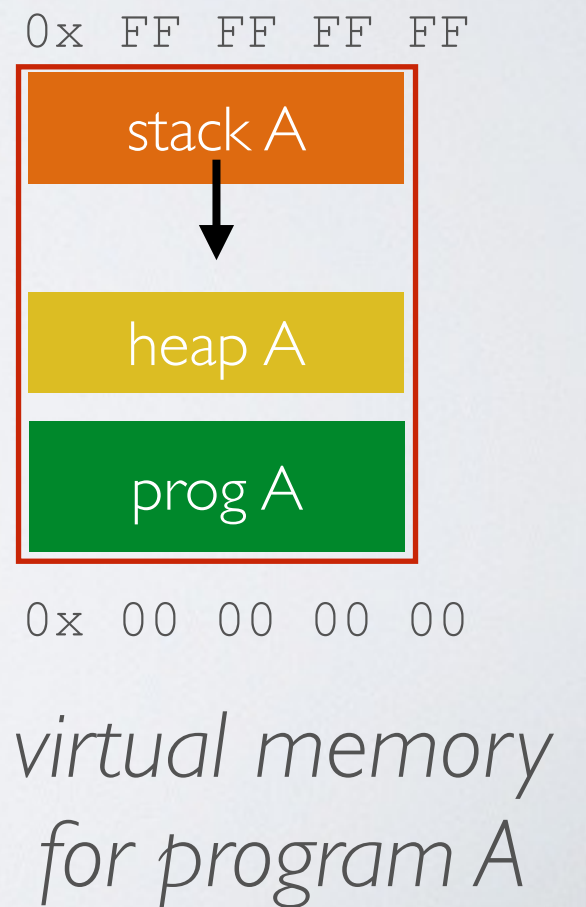 0x FF FF FF FF
stack A
heap A
prog A
0x 00 00 00 00
virtual memory
for program A